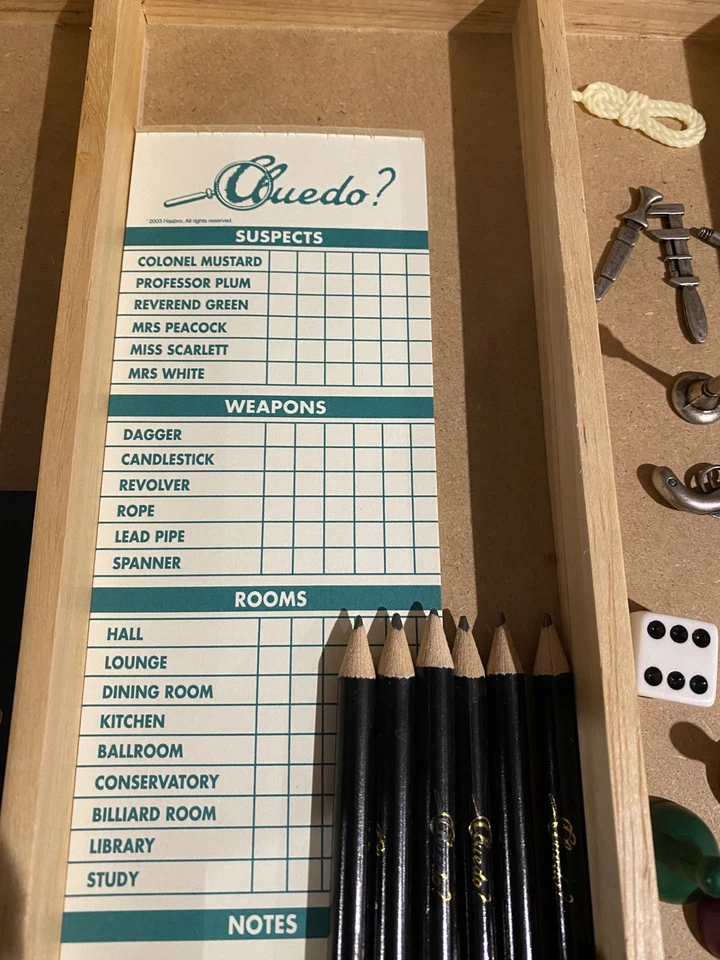 Cluedo?
©2003 Hasbro. All rights reserved.
SUSPECTS
COLONEL MUSTARD
PROFESSOR PLUM
REVEREND GREEN
MRS PEACOCK
MISS SCARLETT
MRS WHITE
WEAPONS
DAGGER
CANDLESTICK
REVOLVER
ROPE
LEAD PIPE
SPANNER
ROOMS
HALL
LOUNGE
DINING ROOM
KITCHEN
BALLROOM
CONSERVATORY
BILLIARD ROOM
LIBRARY
STUDY
NOTES
Cluedo?